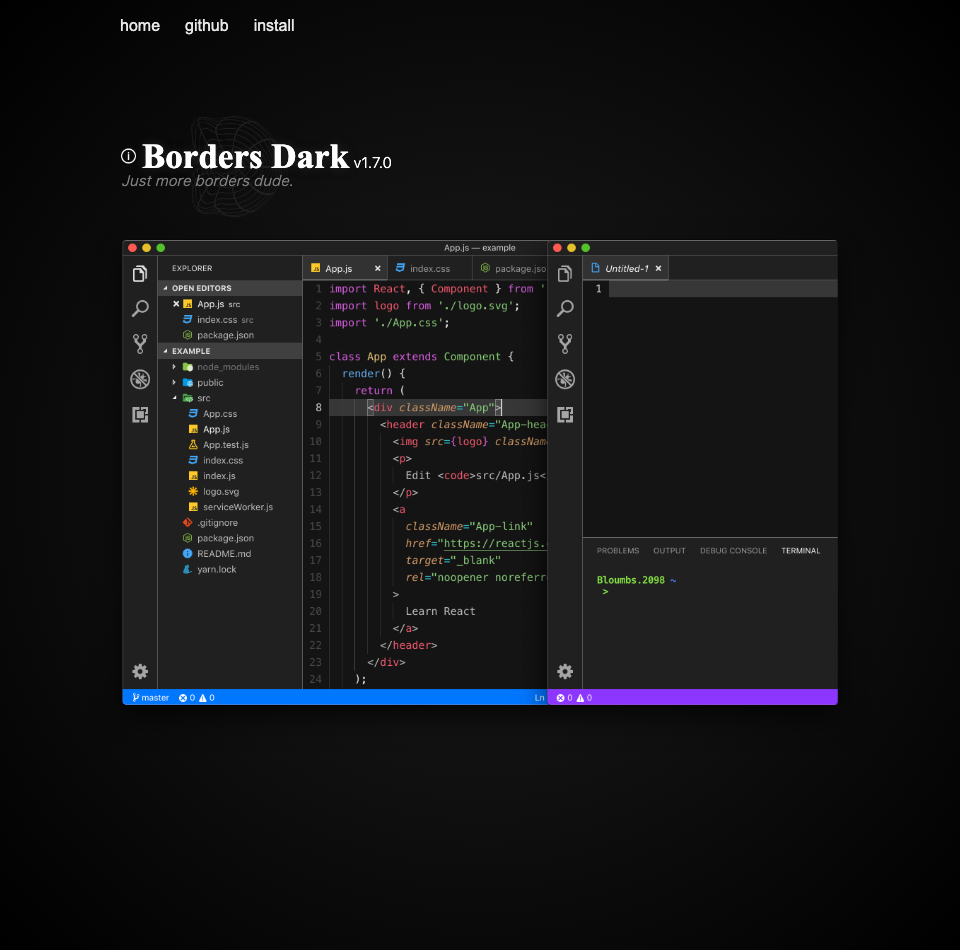 home github install
Borders Dark v1.7.0
Just more borders dude.
App.js — example
EXPLORER
OPEN EDITORS
App.js src
index.css src
package.json
EXAMPLE
node_modules
public
src
App.css
App.js
App.test.js
index.css
index.js
logo.svg
serviceWorker.js
.gitignore
package.json
README.md
yarn.lock
master 0 0
App.js index.css package.jso
1 import React, { Component } from '
2 import logo from './logo.svg';
3 import './App.css';
4
5 class App extends Component {
6 render() {
7 return (
8 <div className="App">
9 <header className="App-hea
10 <img src={logo} classNam
11 <p>
12 Edit <code>src/App.js<
13 </p>
14 <a
15 className="App-link"
16 href="https://reactjs.
17 target="_blank"
18 rel="noopener noreferr
19 >
20 Learn React
21 </a>
22 </header>
23 </div>
24 );
Ln
Untitled-1
1
PROBLEMS OUTPUT DEBUG CONSOLE TERMINAL
Bloumbs.2098 ~
>
0 0